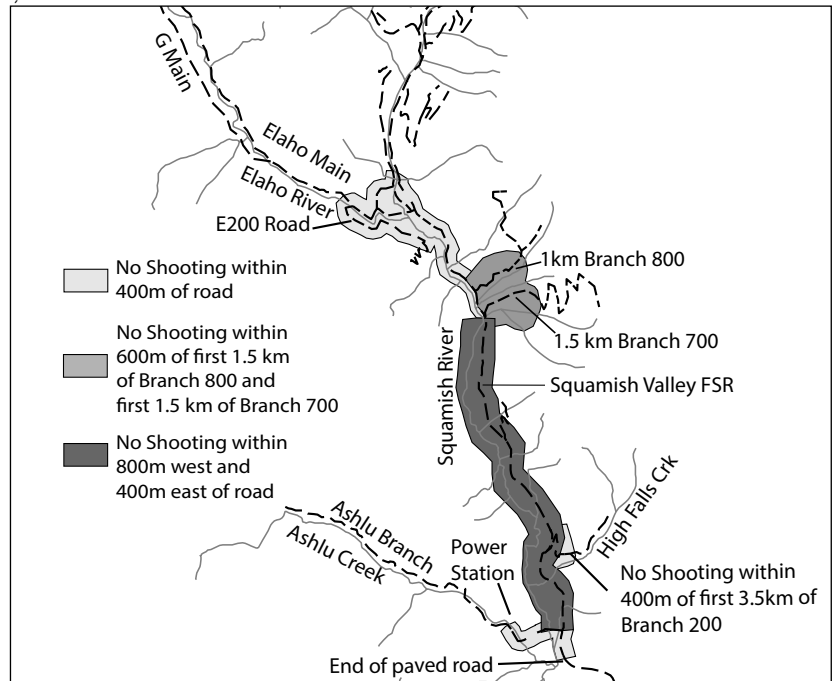 G Main
Elaho Main
Elaho River
E200 Road
No Shooting within
400m of road
1km Branch 800
No Shooting within
600m of first 1.5 km
of Branch 800 and
first 1.5 km of Branch 700
1.5 km Branch 700
Squamish River
Squamish Valley FSR
No Shooting within
800m west and
400m east of road
High Falls Crk
Ashlu Branch
Ashlu Creek
Power
Station
No Shooting within
400m of first 3.5km of
Branch 200
End of paved road